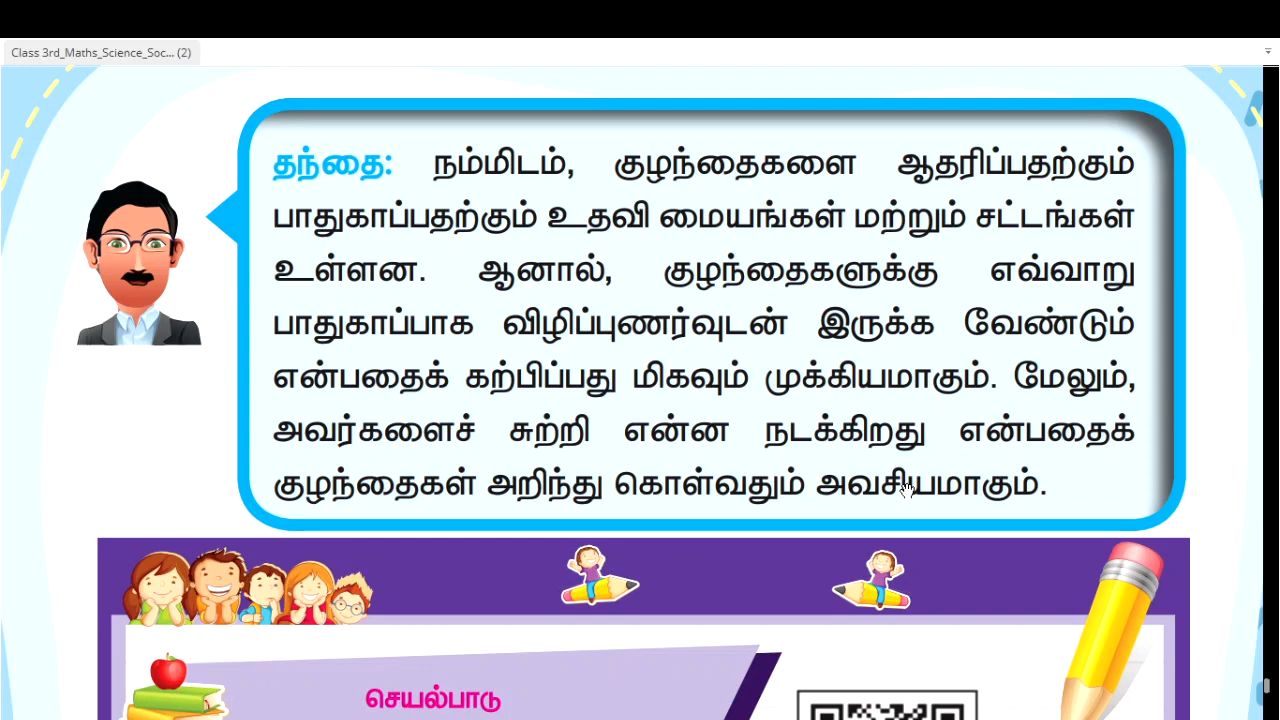 Class 3rd_Maths_Science_Soc... (2)
தந்தை: நம்மிடம், குழந்தைகளை ஆதரிப்பதற்கும்
பாதுகாப்பதற்கும் உதவி மையங்கள் மற்றும் சட்டங்கள்
உள்ளன. ஆனால், குழந்தைகளுக்கு எவ்வாறு
பாதுகாப்பாக விழிப்புணர்வுடன் இருக்க வேண்டும்
என்பதைக் கற்பிப்பது மிகவும் முக்கியமாகும். மேலும்,
அவர்களைச் சுற்றி என்ன நடக்கிறது என்பதைக்
குழந்தைகள் அறிந்து கொள்வதும் அவசியமாகும்.
செயல்பாடு